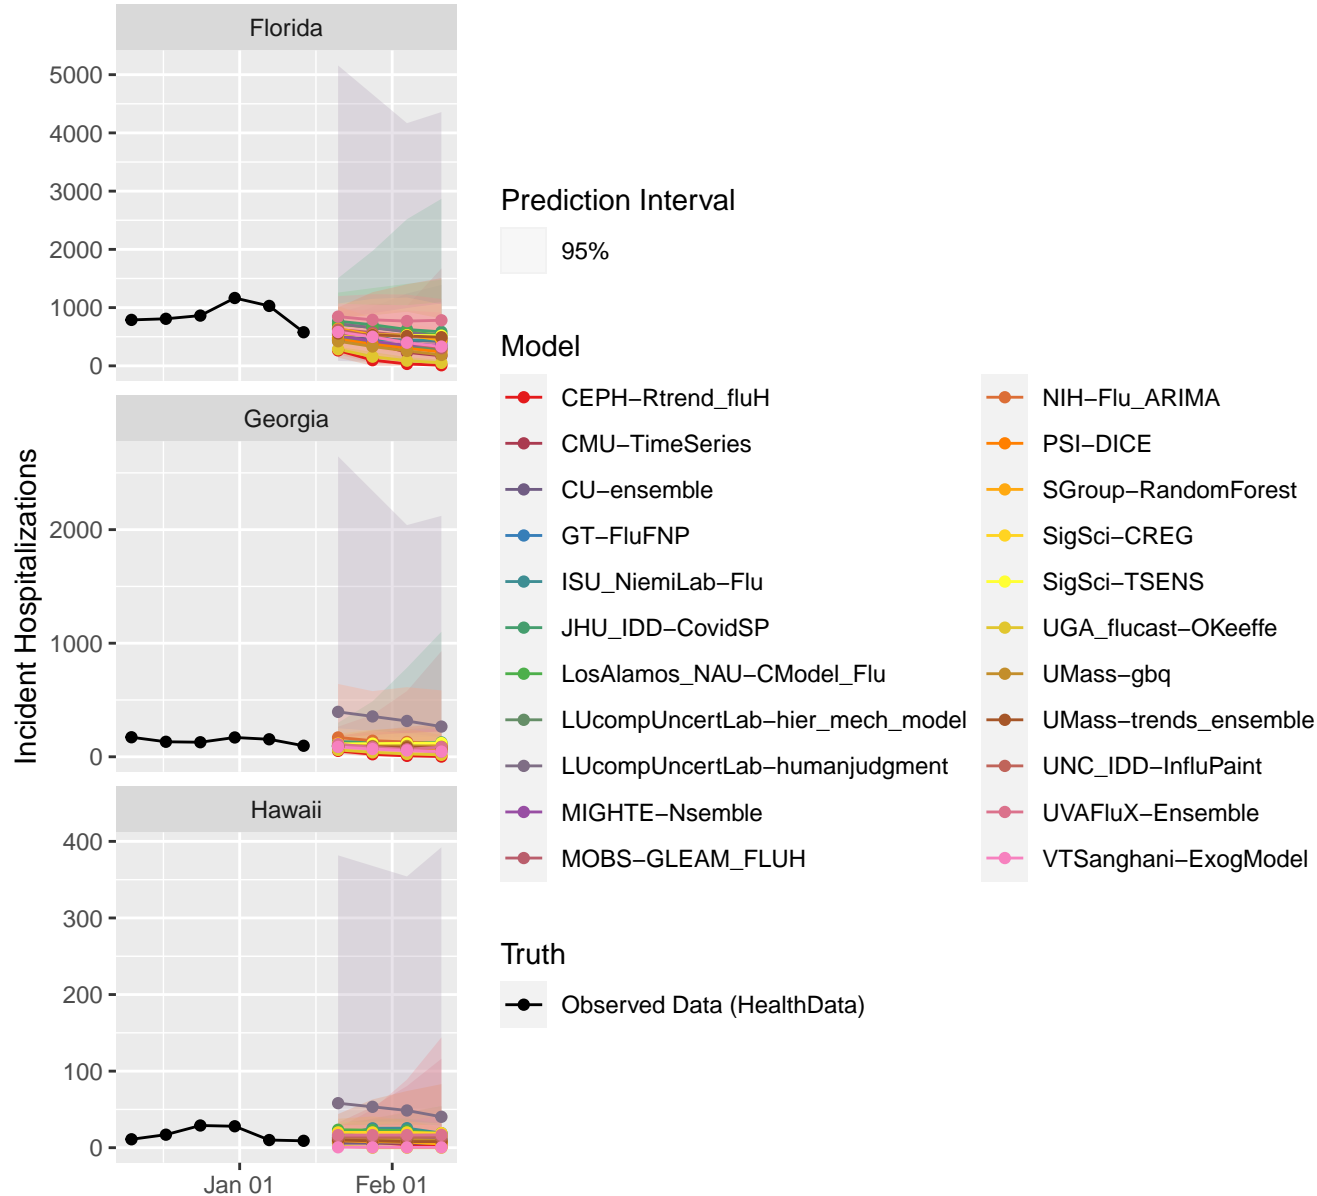 Florida
5000
4000
3000
2000
1000
0
Georgia
2000
1000
0
Hawaii
400
300
200
100
0
Jan 01
Feb 01
Incident Hospitalizations
Prediction Interval
95%
Model
CEPH−Rtrend_fluH
CMU−TimeSeries
CU−ensemble
GT−FluFNP
ISU_NiemiLab−Flu
JHU_IDD−CovidSP
LosAlamos_NAU−CModel_Flu
LUcompUncertLab−hier_mech_model
LUcompUncertLab−humanjudgment
MIGHTE−Nsemble
MOBS−GLEAM_FLUH
NIH−Flu_ARIMA
PSI−DICE
SGroup−RandomForest
SigSci−CREG
SigSci−TSENS
UGA_flucast−OKeeffe
UMass−gbq
UMass−trends_ensemble
UNC_IDD−InfluPaint
UVAFluX−Ensemble
VTSanghani−ExogModel
Truth
Observed Data (HealthData)